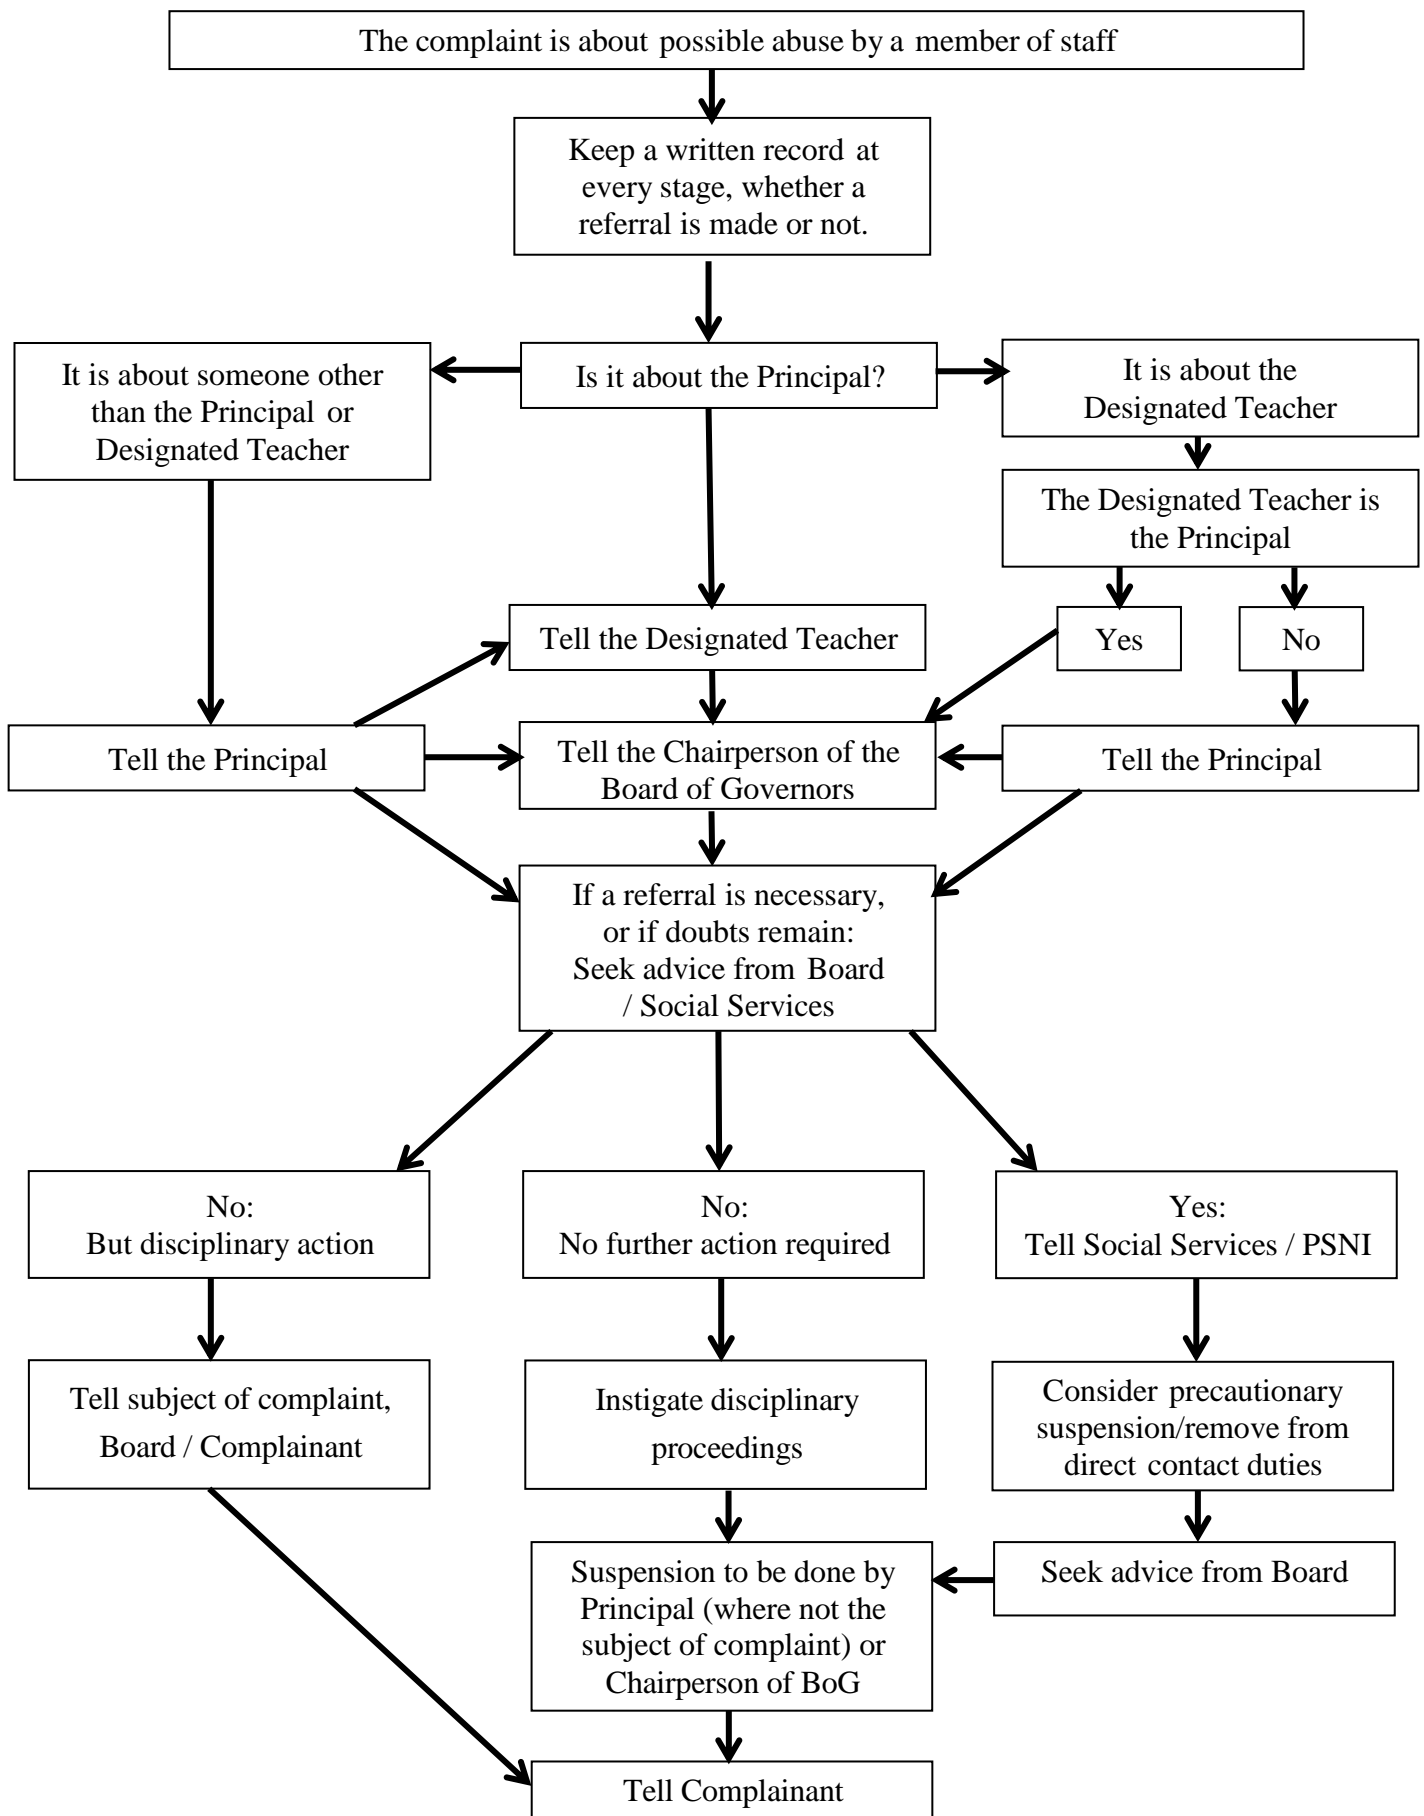 The complaint is about possible abuse by a member of staff
Keep a written record at
every stage, whether a
referral is made or not.
It is about someone other
than the Principal or
Designated Teacher
Is it about the Principal?
It is about the
Designated Teacher
The Designated Teacher is
the Principal
Tell the Designated Teacher
Yes
No
Tell the Principal
Tell the Chairperson of the
Board of Governors
Tell the Principal
If a referral is necessary,
or if doubts remain:
Seek advice from Board
/ Social Services
No:
But disciplinary action
No:
No further action required
Yes:
Tell Social Services / PSNI
Tell subject of complaint,
Board / Complainant
Instigate disciplinary
proceedings
Consider precautionary
suspension/remove from
direct contact duties
Suspension to be done by
Principal (where not the
subject of complaint) or
Chairperson of BoG
Seek advice from Board
Tell Complainant